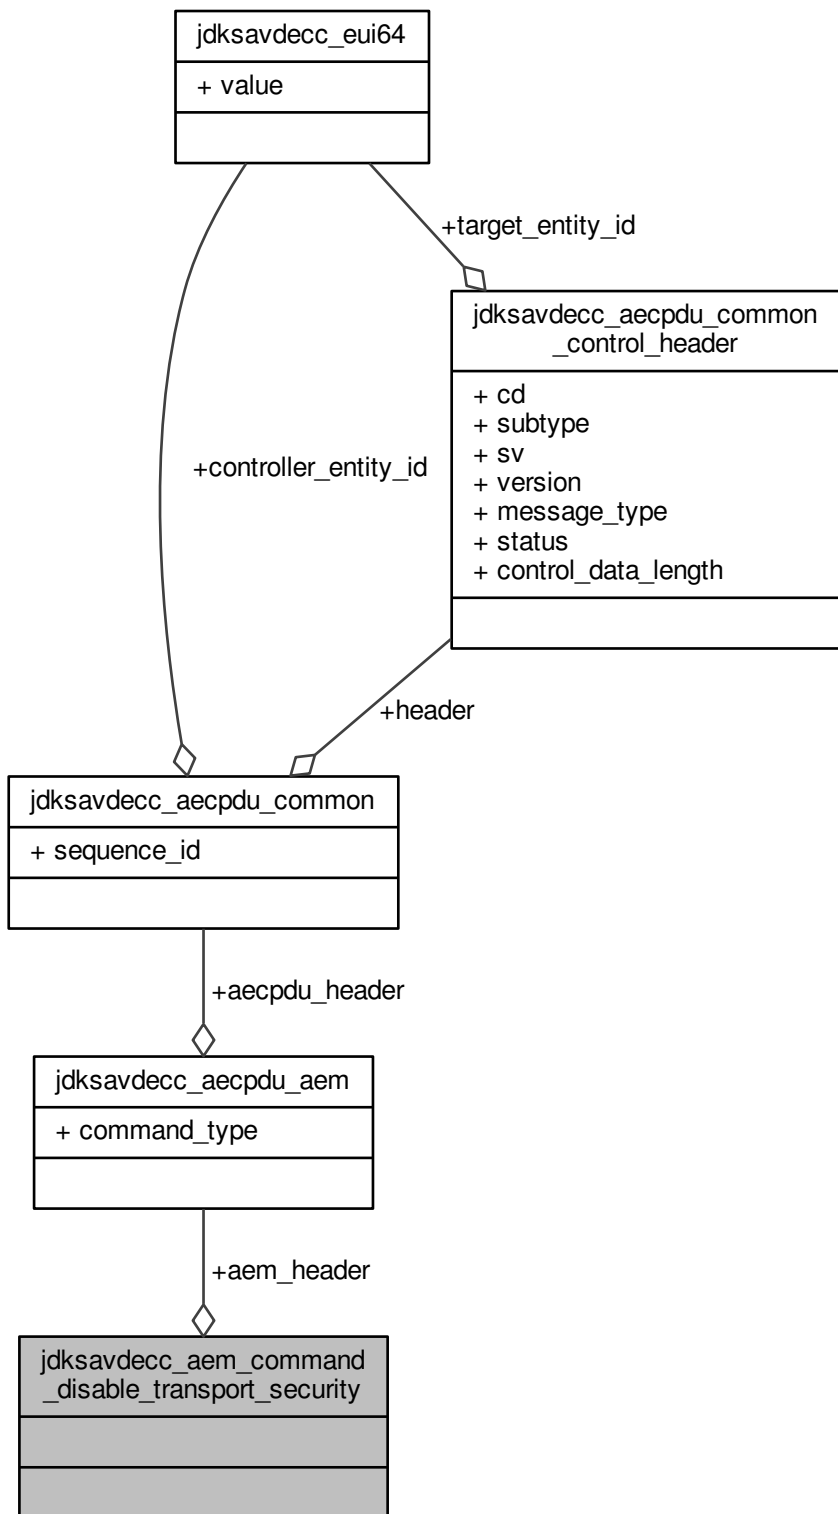 jdksavdecc_eui64
+ value
+target_entity_id
jdksavdecc_aecpdu_common
_control_header
+ cd
+ subtype
+ sv
+ version
+ message_type
+ status
+ control_data_length
+controller_entity_id
+header
jdksavdecc_aecpdu_common
+ sequence_id
+aecpdu_header
jdksavdecc_aecpdu_aem
+ command_type
+aem_header
jdksavdecc_aem_command
_disable_transport_security